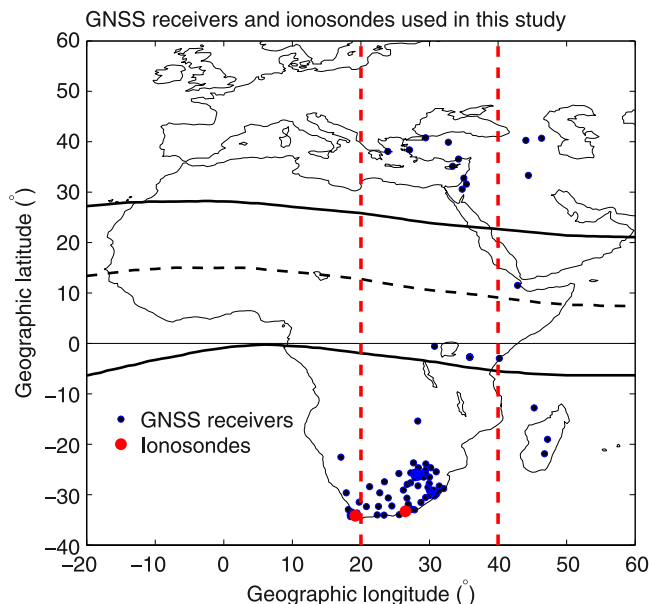 GNSS receivers and ionosondes used in this study
60
50
40
30
20
10
0
−10
−20
−30
−40
−20 −10 0 10 20 30 40 50 60
Geographic latitude (°)
GNSS receivers
Ionosondes
Geographic longitude (°)